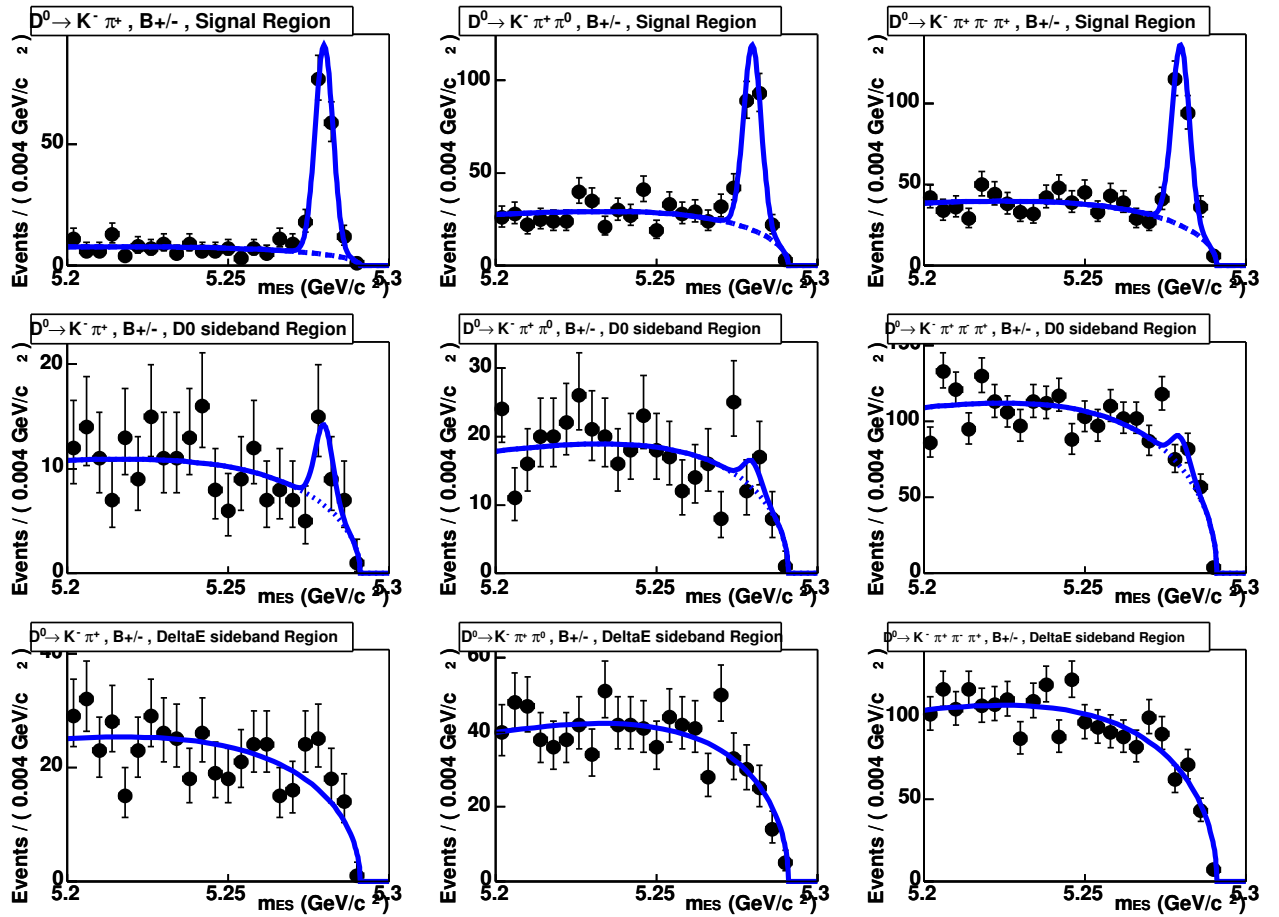 D⁰→ K⁻ π⁺ , B+/- , Signal Region
Events / ( 0.004 GeV/c ² )
50
0
5.2
5.25
5.3
mES (GeV/c ²)
D⁰→ K⁻ π⁺ π⁰ , B+/- , Signal Region
Events / ( 0.004 GeV/c ² )
100
50
0
5.2
5.25
5.3
mES (GeV/c ²)
D⁰→ K⁻ π⁺ π⁻ π⁺ , B+/- , Signal Region
Events / ( 0.004 GeV/c ² )
100
50
0
5.2
5.25
5.3
mES (GeV/c ²)
D⁰→ K⁻ π⁺ , B+/- , D0 sideband Region
Events / ( 0.004 GeV/c ² )
20
10
0
5.2
5.25
5.3
mES (GeV/c ²)
D⁰→ K⁻ π⁺ π⁰ , B+/- , D0 sideband Region
Events / ( 0.004 GeV/c ² )
30
20
10
0
5.2
5.25
5.3
mES (GeV/c ²)
D⁰→ K⁻ π⁺ π⁻ π⁺ , B+/- , D0 sideband Region
Events / ( 0.004 GeV/c ² )
150
100
50
0
5.2
5.25
5.3
mES (GeV/c ²)
D⁰→ K⁻ π⁺ , B+/- , DeltaE sideband Region
Events / ( 0.004 GeV/c ² )
40
20
0
5.2
5.25
5.3
mES (GeV/c ²)
D⁰→ K⁻ π⁺ π⁰ , B+/- , DeltaE sideband Region
Events / ( 0.004 GeV/c ² )
60
40
20
0
5.2
5.25
5.3
mES (GeV/c ²)
D⁰→ K⁻ π⁺ π⁻ π⁺ , B+/- , DeltaE sideband Region
Events / ( 0.004 GeV/c ² )
100
50
0
5.2
5.25
5.3
mES (GeV/c ²)